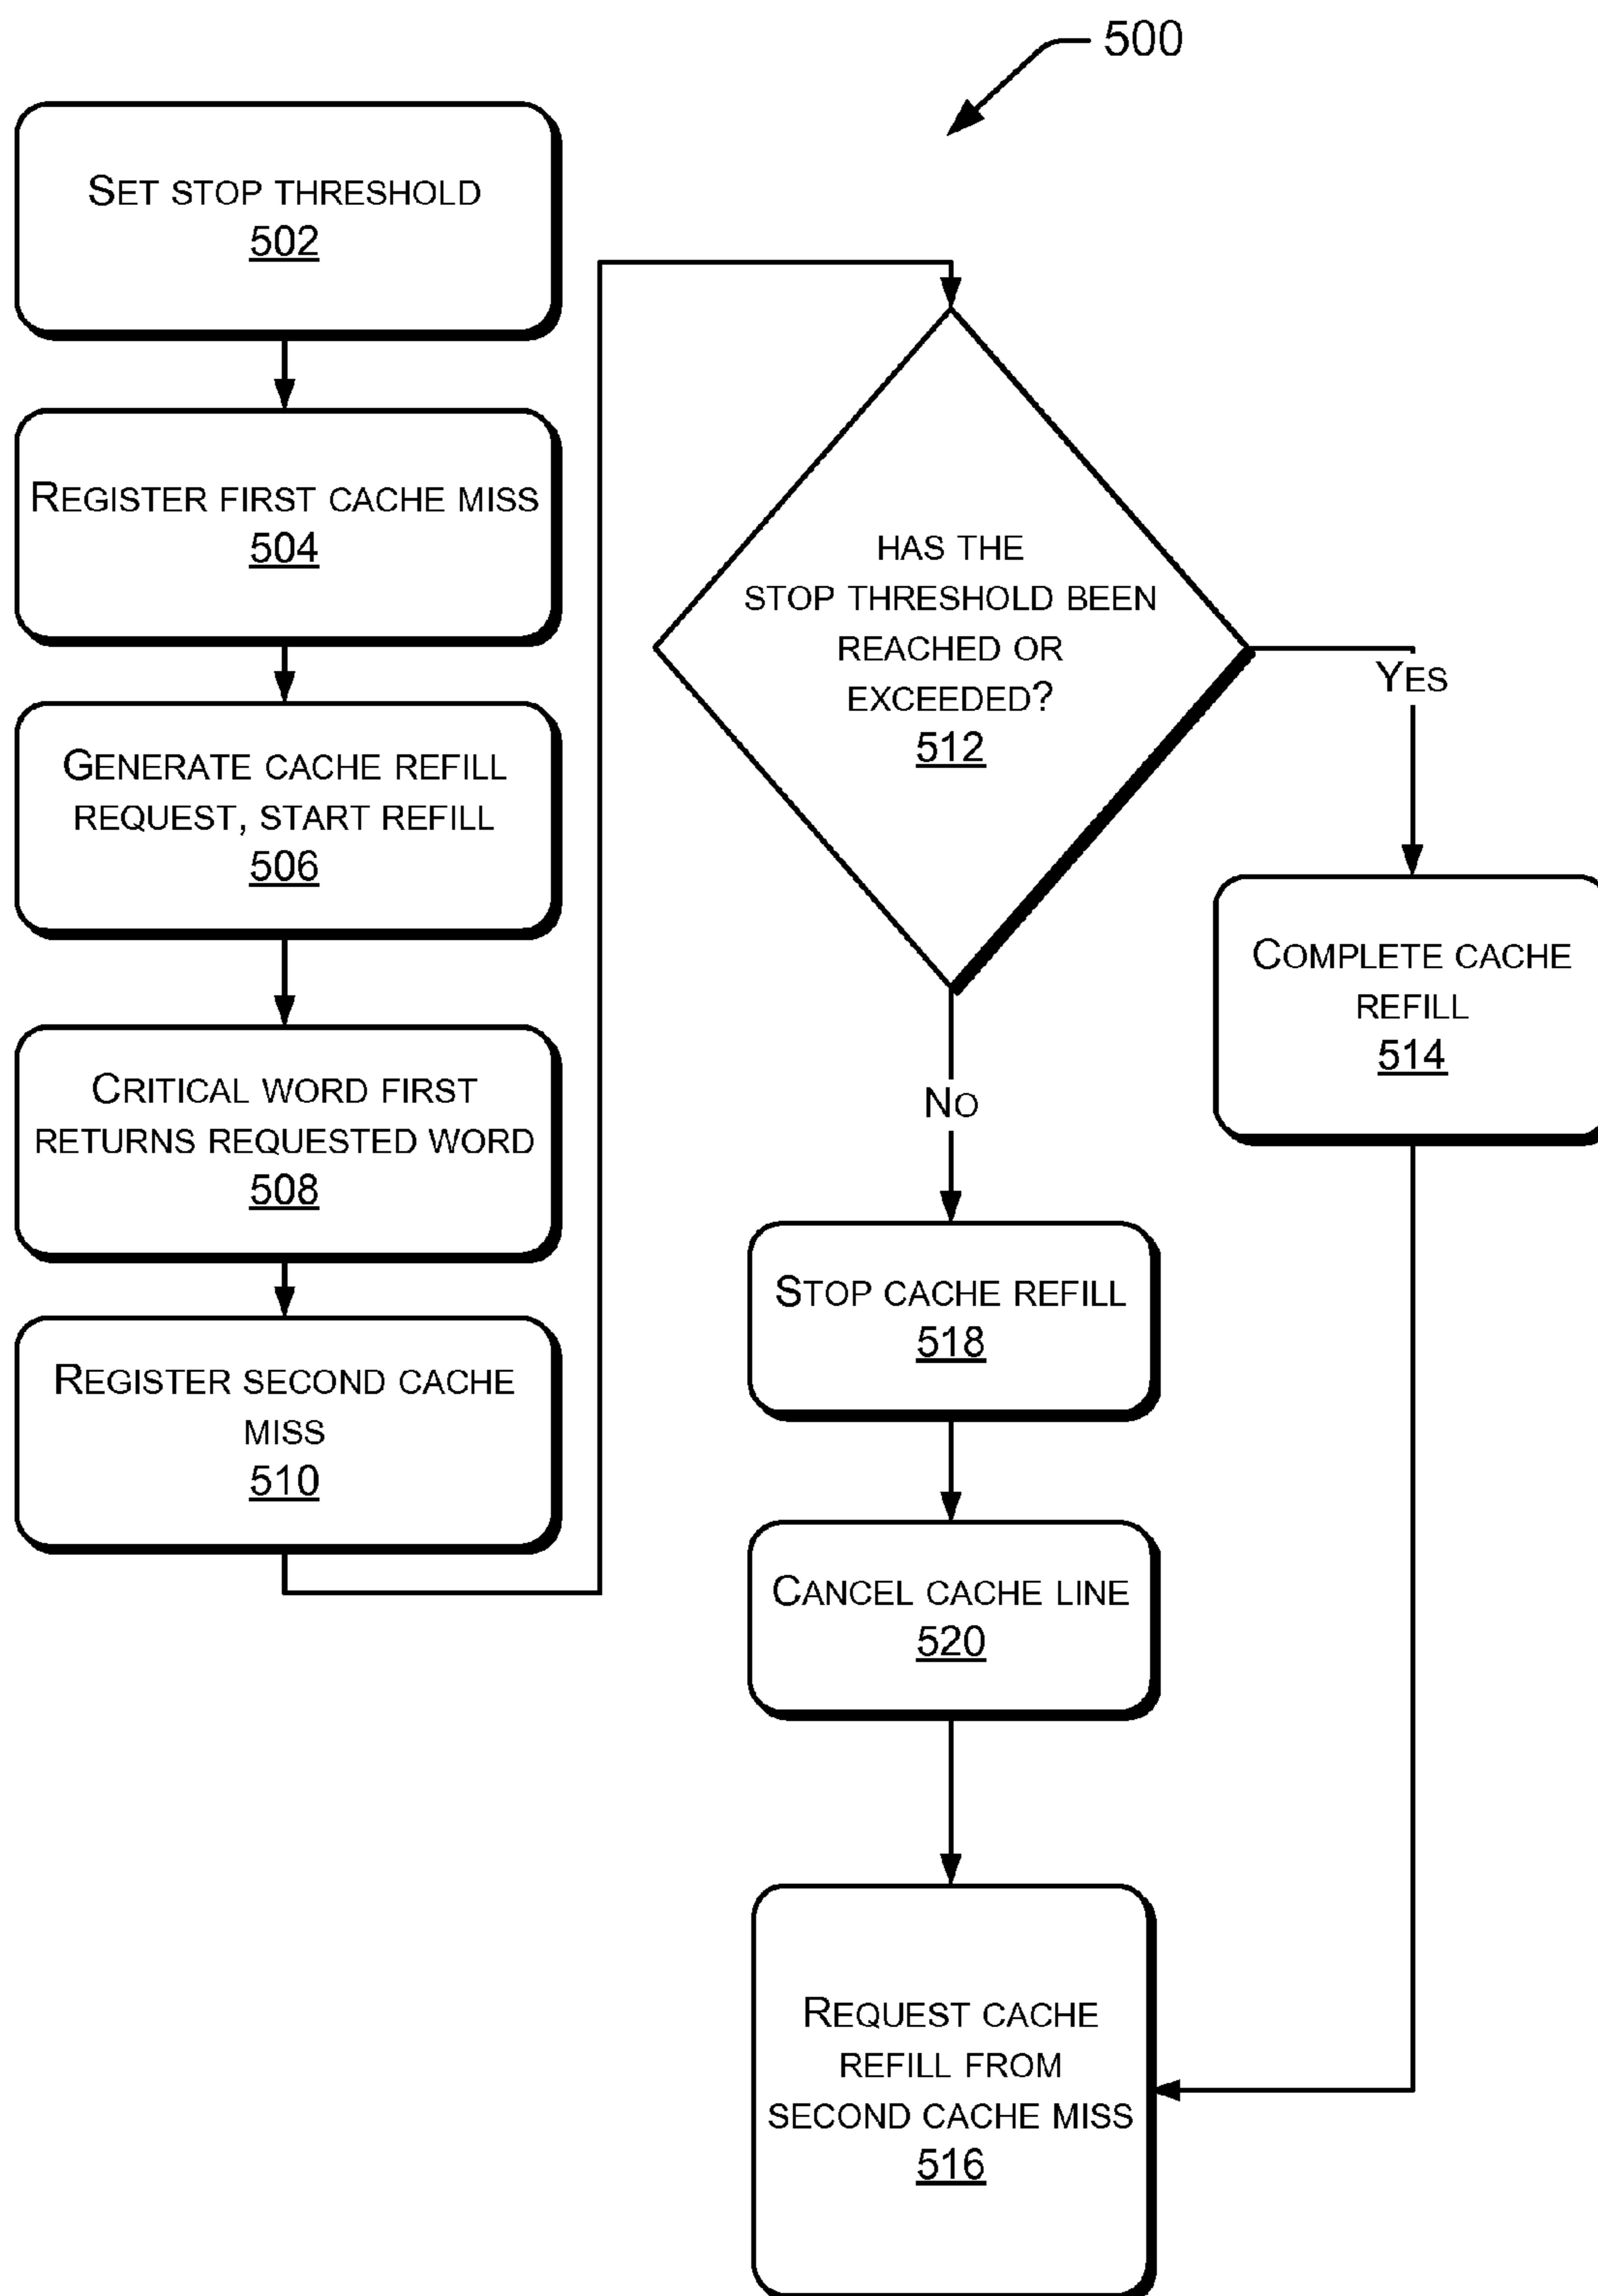 500
SET STOP THRESHOLD
502
REGISTER FIRST CACHE MISS
504
GENERATE CACHE REFILL
REQUEST, START REFILL
506
CRITICAL WORD FIRST
RETURNS REQUESTED WORD
508
REGISTER SECOND CACHE
MISS
510
HAS THE
STOP THRESHOLD BEEN
REACHED OR
EXCEEDED?
512
YES
COMPLETE CACHE
REFILL
514
NO
STOP CACHE REFILL
518
CANCEL CACHE LINE
520
REQUEST CACHE
REFILL FROM
SECOND CACHE MISS
516